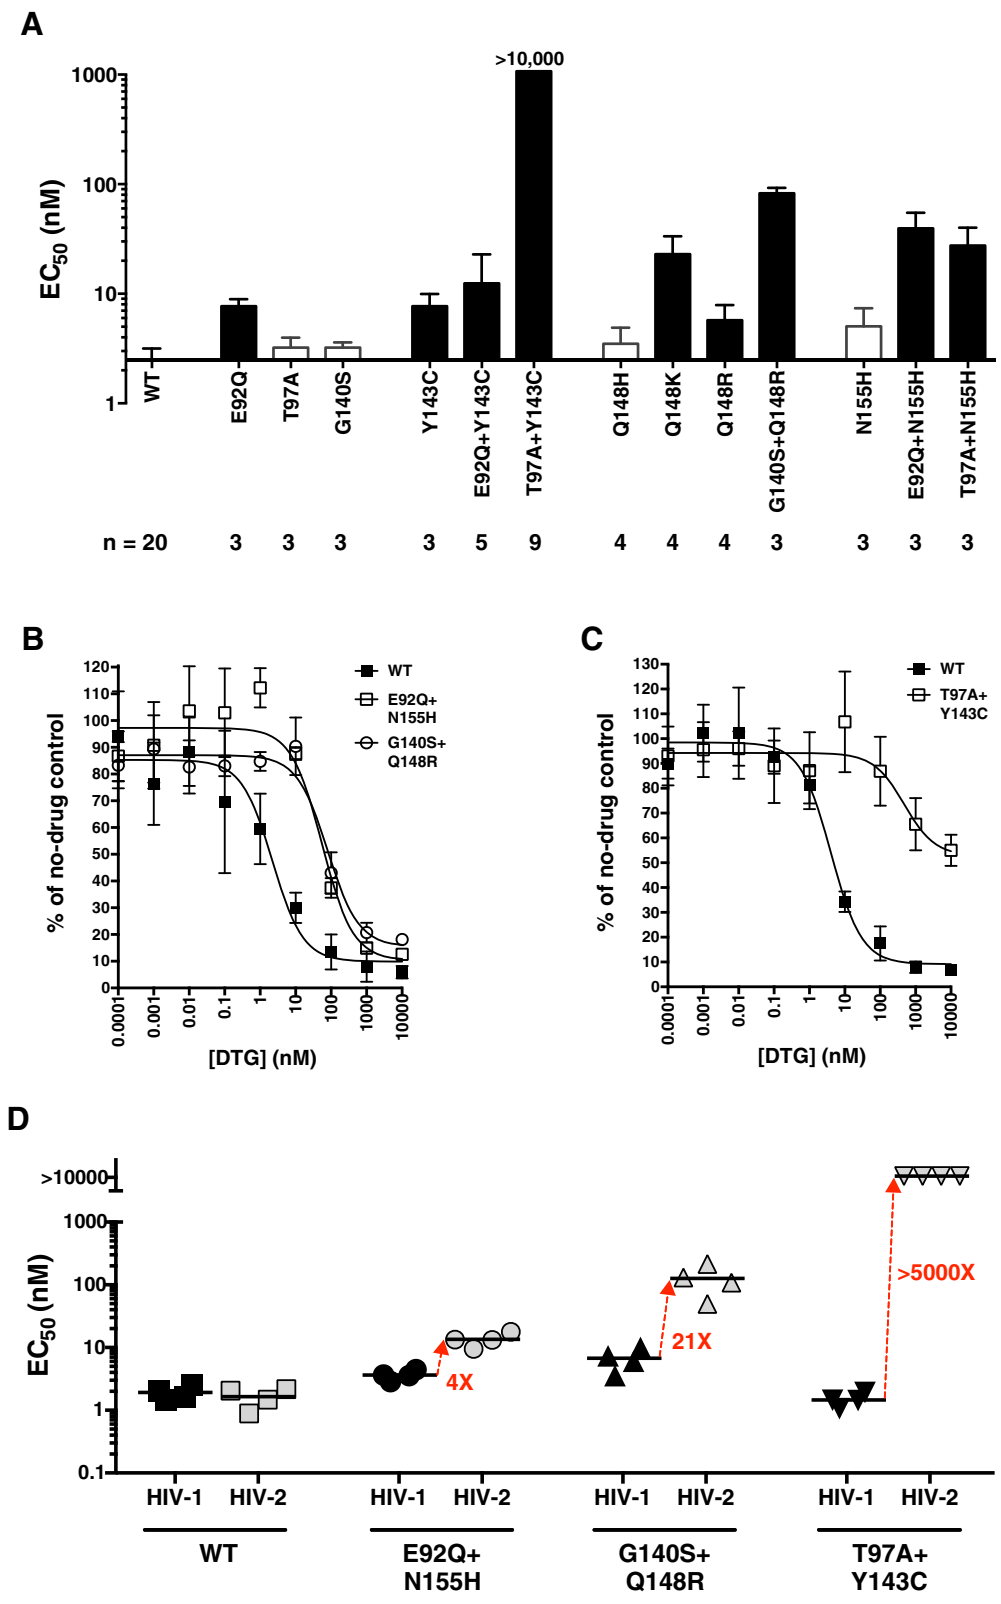 A
>10,000
1000
100
10
1
EC50 (nM)
WT
E92Q
T97A
G140S
Y143C
E92Q+Y143C
T97A+Y143C
Q148H
Q148K
Q148R
G140S+Q148R
N155H
E92Q+N155H
T97A+N155H
n = 20 3 3 3 3 5 9 4 4 4 3 3 3 3
B
120
110
100
90
80
70
60
50
40
30
20
10
0
% of no-drug control
0.0001
0.001
0.01
0.1
1
10
100
1000
10000
[DTG] (nM)
WT
E92Q+
N155H
G140S+
Q148R
C
130
120
110
100
90
80
70
60
50
40
30
20
10
0
% of no-drug control
0.0001
0.001
0.01
0.1
1
10
100
1000
10000
[DTG] (nM)
WT
T97A+
Y143C
D
>10000
1000
100
10
1
0.1
EC50 (nM)
4X
21X
>5000X
HIV-1 HIV-2 HIV-1 HIV-2 HIV-1 HIV-2 HIV-1 HIV-2
WT
E92Q+
N155H
G140S+
Q148R
T97A+
Y143C